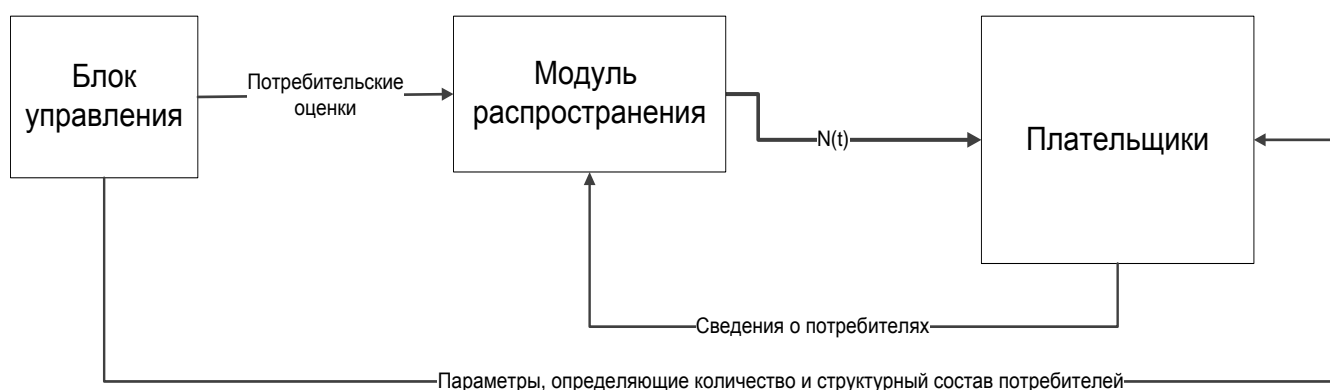 Блок
управления
Потребительские
оценки
Модуль
распространения
N(t)
Плательщики
Сведения о потребителях
Параметры, определяющие количество и структурный состав потребителей